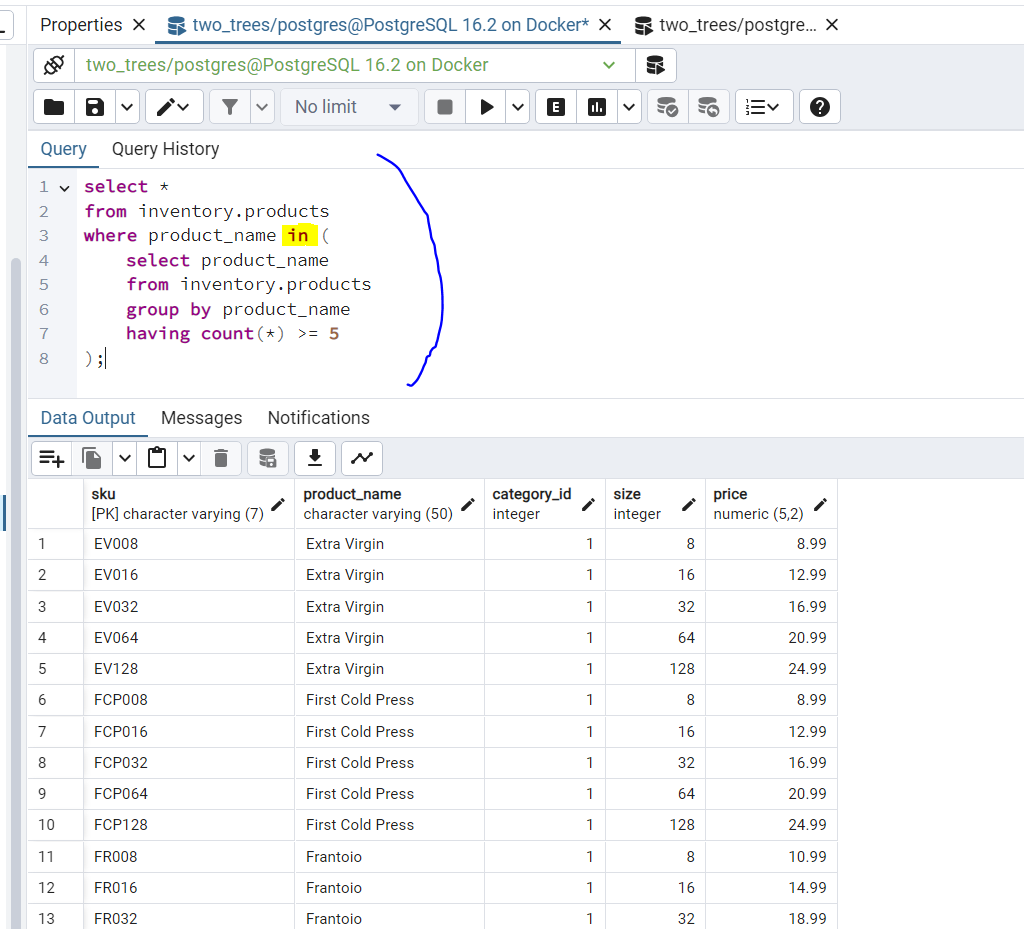 Properties
two_trees/postgres@PostgreSQL 16.2 on Docker*
two_trees/postgre...
two_trees/postgres@PostgreSQL 16.2 on Docker
No limit
E
Query Query History
1 select *
2 from inventory.products
3 where product_name in (
4 select product_name
5 from inventory.products
6 group by product_name
7 having count(*) >= 5
8 );
Data Output Messages Notifications
sku product_name category_id size price
[PK] character varying (7) character varying (50) integer integer numeric (5,2)
1 EV008 Extra Virgin 1 8 8.99
2 EV016 Extra Virgin 1 16 12.99
3 EV032 Extra Virgin 1 32 16.99
4 EV064 Extra Virgin 1 64 20.99
5 EV128 Extra Virgin 1 128 24.99
6 FCP008 First Cold Press 1 8 8.99
7 FCP016 First Cold Press 1 16 12.99
8 FCP032 First Cold Press 1 32 16.99
9 FCP064 First Cold Press 1 64 20.99
10 FCP128 First Cold Press 1 128 24.99
11 FR008 Frantoio 1 8 10.99
12 FR016 Frantoio 1 16 14.99
13 FR032 Frantoio 1 32 18.99